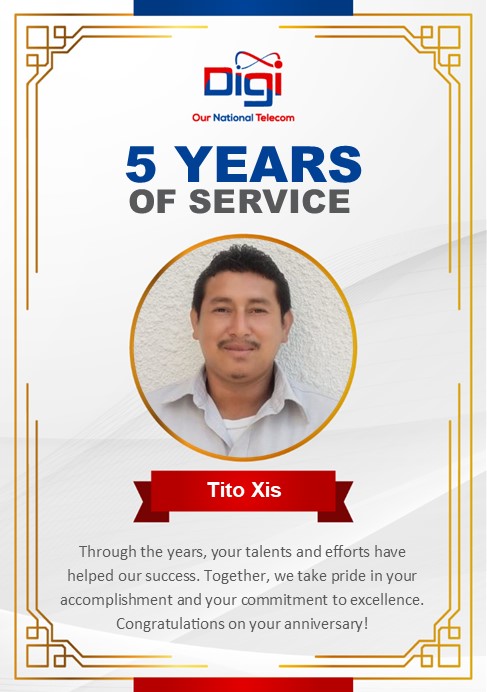 Digi
Our National Telecom
5 YEARS
OF SERVICE
Tito Xis
Through the years, your talents and efforts have
helped our success. Together, we take pride in your
accomplishment and your commitment to excellence.
Congratulations on your anniversary!